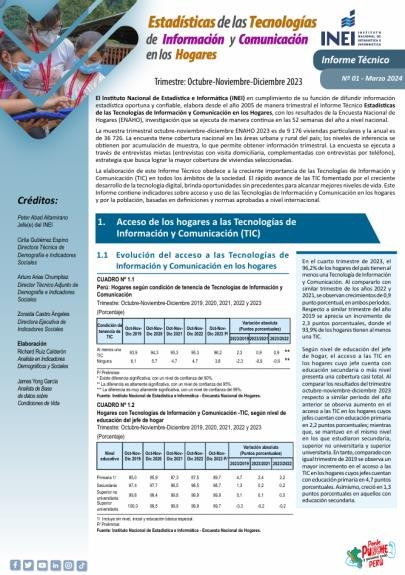 Estadísticas de las Tecnologías
de Información y Comunicación
en los Hogares
INEI
INSTITUTO
NACIONAL DE
ESTADÍSTICA E
INFORMÁTICA
Informe Técnico
Nº 01 - Marzo 2024
Trimestre: Octubre-Noviembre-Diciembre 2023
El Instituto Nacional de Estadística e Informática (INEI) en cumplimiento de su función de difundir información
estadística oportuna y confiable, elabora desde el año 2005 de manera trimestral el Informe Técnico Estadísticas
de las Tecnologías de Información y Comunicación en los Hogares, con los resultados de la Encuesta Nacional de
Hogares (ENAHO), investigación que se ejecuta de manera continua en las 52 semanas del año a nivel nacional.
La muestra trimestral octubre-noviembre-diciembre ENAHO 2023 es de 9 176 viviendas particulares y la anual es
de 36 726. La encuesta tiene cobertura nacional en las áreas urbana y rural del país; los niveles de inferencia se
obtienen por acumulación de muestra, lo que permite obtener información trimestral. La encuesta se ejecuta a
través de entrevistas mixtas (entrevistas con visita domiciliaria, complementadas con entrevistas por teléfono),
estrategia que busca lograr la mayor cobertura de viviendas seleccionadas.
La elaboración de este Informe Técnico obedece a la creciente importancia de las Tecnologías de Información y
Comunicación (TIC) en todos los ámbitos de la sociedad. El rápido avance de las TIC fomentado por el creciente
desarrollo de la tecnología digital, brinda oportunidades sin precedentes para alcanzar mejores niveles de vida. Este
Informe contiene indicadores sobre acceso y uso de las Tecnologías de Información y Comunicación en los hogares
y por la población, basadas en definiciones y normas aprobadas a nivel internacional.
Créditos:
Peter Abad Altamirano
Jefe(e) del INEI
Cirila Gutiérrez Espino
Directora Técnica de
Demografía e Indicadores
Sociales
Arturo Arias Chumpitaz
Director Técnico Adjunto de
Demografía e Indicadores
Sociales
Zoraida Castro Ángeles
Directora Ejecutiva de
Indicadores Sociales
Elaboración
Richard Ruiz Calderón
Analista en Indicadores
Demográficos y Sociales
James Yong García
Analista de Base
de datos sobre
Condiciones de Vida
1. Acceso de los hogares a las Tecnologías de
Información y Comunicación (TIC)
1.1 Evolución del acceso a las Tecnologías de
Información y Comunicación en los hogares
CUADRO Nº 1.1
Perú: Hogares según condición de tenencia de Tecnologías de Información y
Comunicación
Trimestre: Octubre-Noviembre-Diciembre 2019, 2020, 2021, 2022 y 2023
(Porcentaje)
Condición de tenencia de TIC Oct-Nov-Dic 2019 Oct-Nov-Dic 2020 Oct-Nov-Dic 2021 Oct-Nov-Dic 2022 Oct-Nov-Dic 2023 P/ Variación absoluta (Puntos porcentuales)
2023/2019 2023/2021 2023/2022
Al menos una TIC 93,9 94,3 95,3 95,3 96,2 2,3 0,9 0,9 **
Ninguna 6,1 5,7 4,7 4,7 3,8 -2,3 -0,9 -0,9 **
P/ Preliminar.
* Existe diferencia significativa, con un nivel de confianza del 90%.
** La diferencia es altamente significativa, con un nivel de confianza del 95%.
*** La diferencia es muy altamente significativa, con un nivel de confianza del 99%.
Fuente: Instituto Nacional de Estadística e Informática - Encuesta Nacional de Hogares.
CUADRO Nº 1.2
Hogares con Tecnologías de Información y Comunicación -TIC, según nivel de
educación del jefe de hogar
Trimestre: Octubre-Noviembre-Diciembre 2019, 2020, 2021, 2022 y 2023
(Porcentaje)
Nivel educativo Oct-Nov-Dic 2019 Oct-Nov-Dic 2020 Oct-Nov-Dic 2021 Oct-Nov-Dic 2022 Oct-Nov-Dic 2023 P/ Variación absoluta (Puntos porcentuales)
2023/2019 2023/2021 2023/2022
Primaria 1/ 85,0 85,9 87,3 87,5 89,7 4,7 2,4 2,2
Secundaria 97,4 97,7 98,5 98,5 98,7 1,3 0,2 0,2
Superior no universitaria 99,6 99,4 99,6 99,9 0,1 0,1 0,3
Superior universitaria 100,0 99,5 99,9 -0,3 -0,2 -0,2
1/ Incluye sin nivel, inicial y educación básica especial.
P/ Preliminar.
Fuente: Instituto Nacional de Estadística e Informática - Encuesta Nacional de Hogares.
En el cuarto trimestre de 2023, el
96,2% de los hogares del país tienen al
menos una Tecnología de Información
y Comunicación. Al compararlo con
similar trimestre de los años 2022 y
2021, se observan crecimientos de 0,9
punto porcentual, en ambos períodos.
Respecto a similar trimestre del año
2019 se aprecia un incremento de
2,3 puntos porcentuales, donde el
93,9% de los hogares tienen al menos
una TIC.
Según nivel de educación del jefe
de hogar, el acceso a las TIC en
los hogares cuyo jefe cuenta con
educación secundaria o más nivel
presenta una cobertura casi total. Al
comparar los resultados del trimestre
octubre-noviembre-diciembre 2023
respecto a similar período del año
anterior se observa aumento en el
acceso a las TIC en los hogares cuyos
jefes cuentan con educación primaria
en 2,2 puntos porcentuales; mientras
que, se mantuvo en el mismo nivel
en los que estudiaron secundaria,
superior no universitaria y superior
universitaria. En tanto, comparado con
igual trimestre de 2019 se observa un
mayor incremento en el acceso a las
TIC en los hogares cuyos jefes cuentan
con educación primaria en 4,7 puntos
porcentuales. Asimismo, creció en 1,3
puntos porcentuales en aquellos con
educación secundaria.
Ponle
PUNCHE
PERÚ